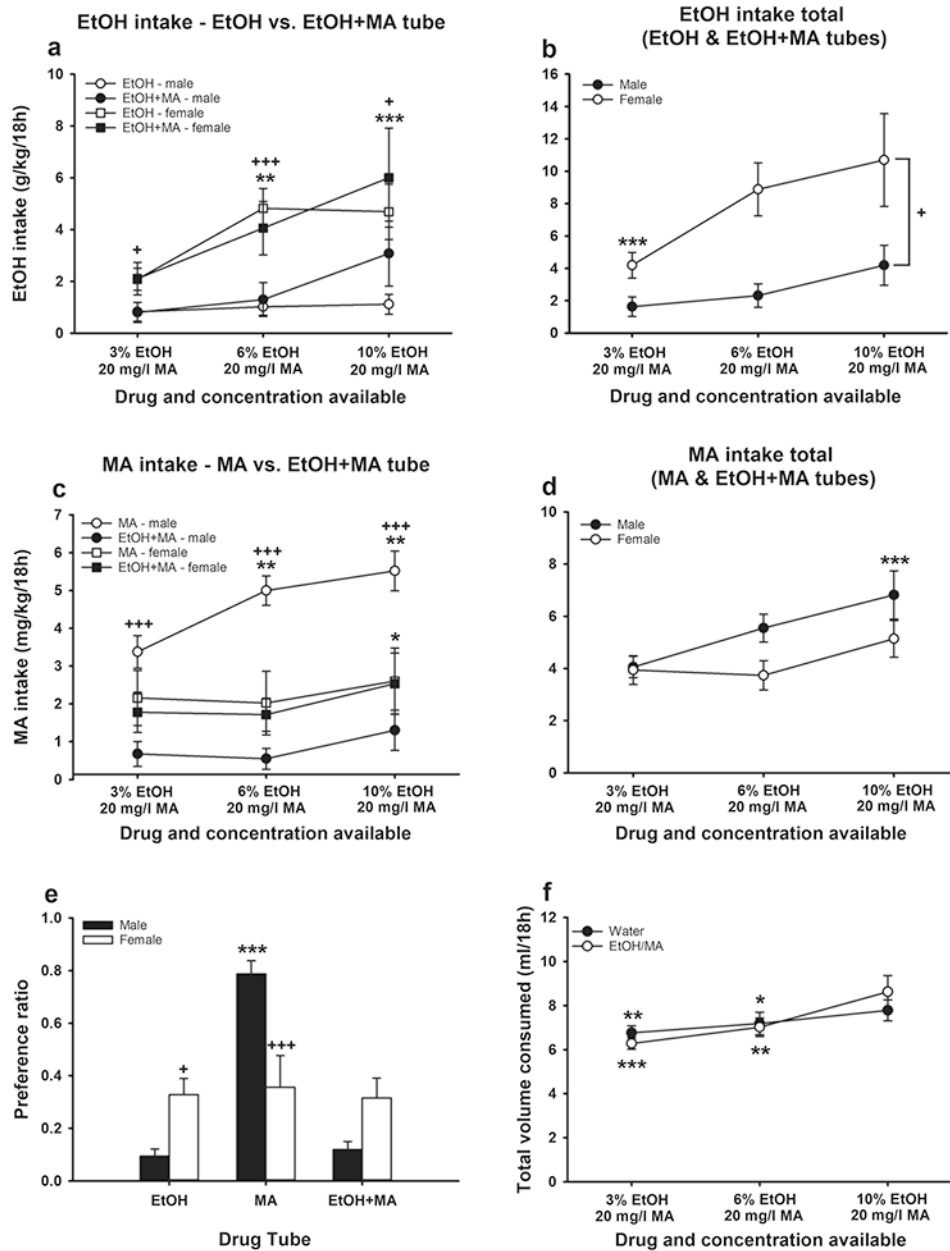 EtOH intake - EtOH vs. EtOH+MA tube
a
EtOH - male
EtOH+MA - male
EtOH - female
EtOH+MA - female
EtOH intake (g/kg/18h)
10
8
6
4
2
0
+
+++
**
+
***
3% EtOH
20 mg/l MA
6% EtOH
20 mg/l MA
10% EtOH
20 mg/l MA
Drug and concentration available
EtOH intake total
(EtOH & EtOH+MA tubes)
b
Male
Female
16
14
12
10
8
6
4
2
0
***
+
3% EtOH
20 mg/l MA
6% EtOH
20 mg/l MA
10% EtOH
20 mg/l MA
Drug and concentration available
MA intake - MA vs. EtOH+MA tube
c
MA - male
EtOH+MA - male
MA - female
EtOH+MA - female
MA intake (mg/kg/18h)
7
6
5
4
3
2
1
0
+++
+++
**
+++
**
*
3% EtOH
20 mg/l MA
6% EtOH
20 mg/l MA
10% EtOH
20 mg/l MA
Drug and concentration available
MA intake total
(MA & EtOH+MA tubes)
d
Male
Female
10
8
6
4
2
0
***
3% EtOH
20 mg/l MA
6% EtOH
20 mg/l MA
10% EtOH
20 mg/l MA
Drug and concentration available
e
Male
Female
Preference ratio
1.0
0.8
0.6
0.4
0.2
0.0
+
***
+++
EtOH
MA
EtOH+MA
Drug Tube
f
Water
EtOH/MA
Total volume consumed (ml/18h)
12
10
8
6
4
2
0
**
***
*
**
3% EtOH
20 mg/l MA
6% EtOH
20 mg/l MA
10% EtOH
20 mg/l MA
Drug and concentration available